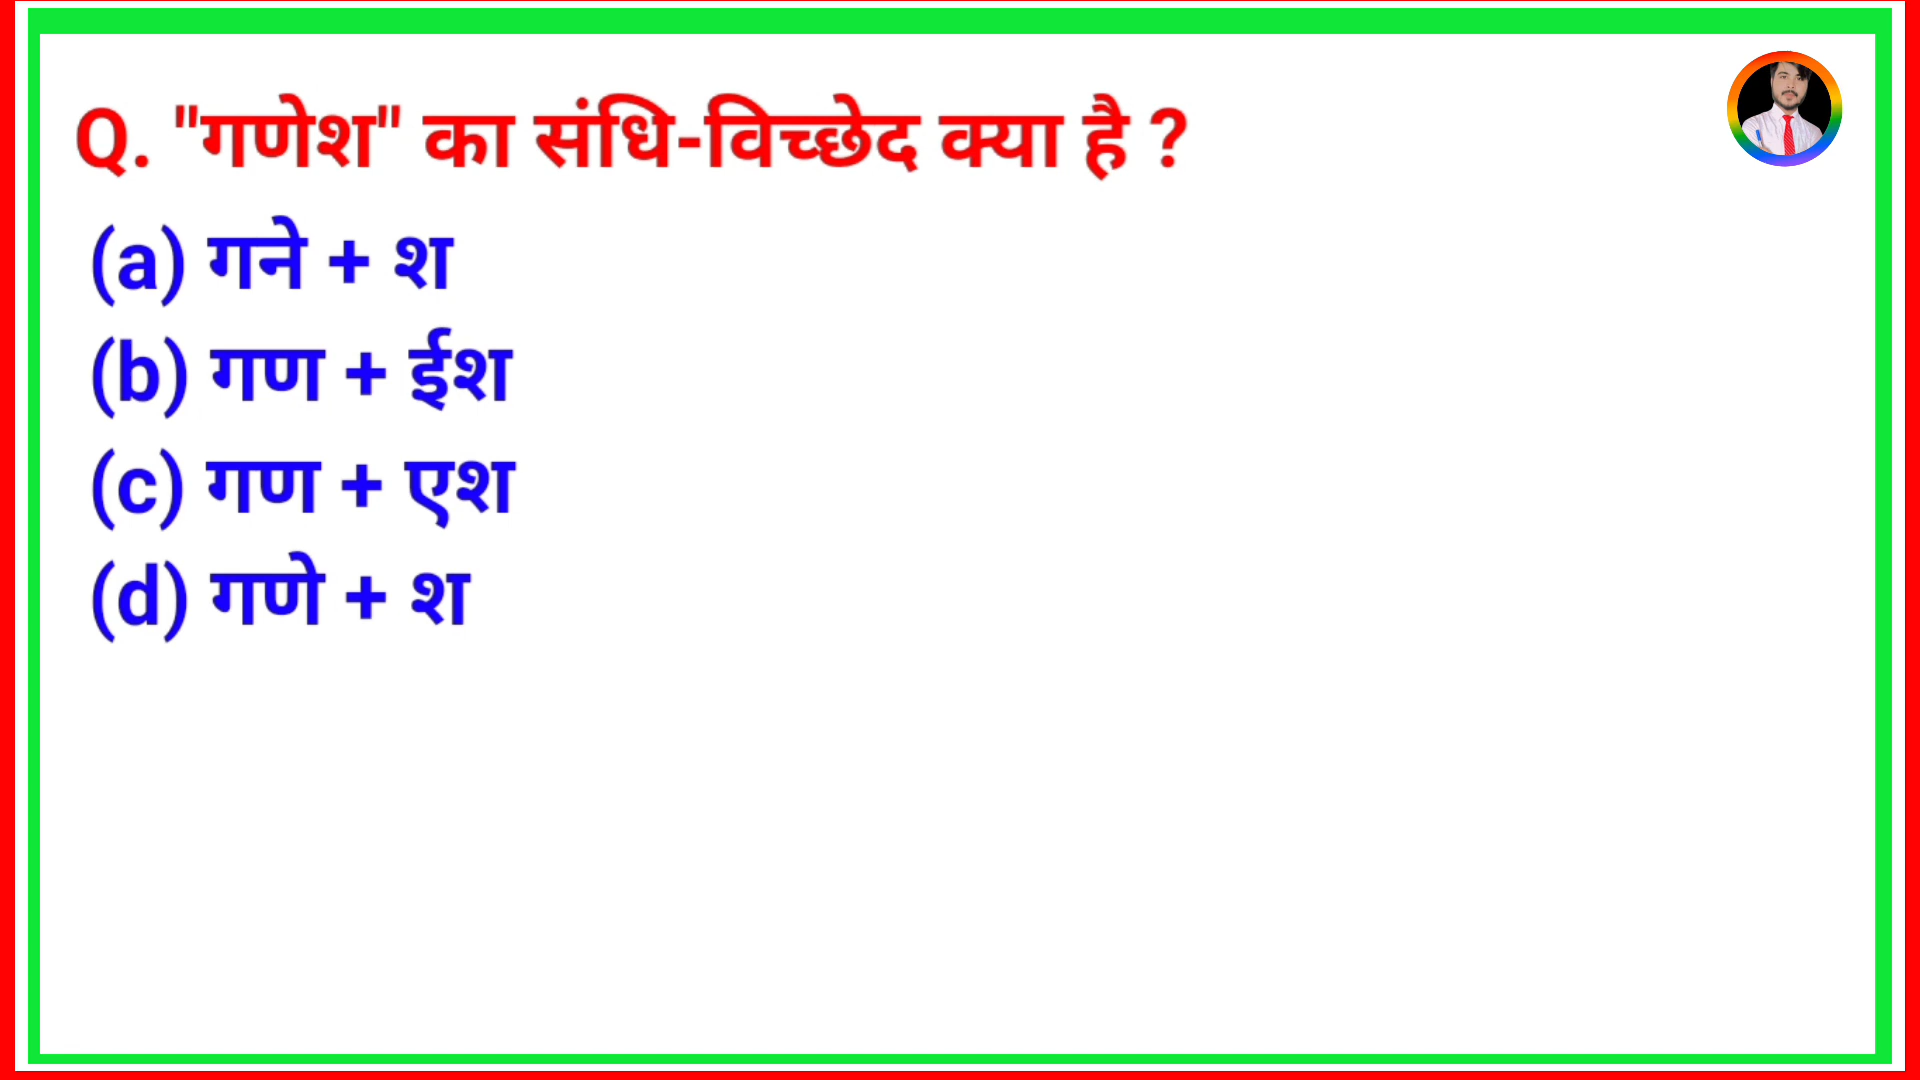 Q. "गणेश" का संधि-विच्छेद क्या है ?
(a) गने + श
(b) गण + ईश
(c) गण + एश
(d) गणे + श